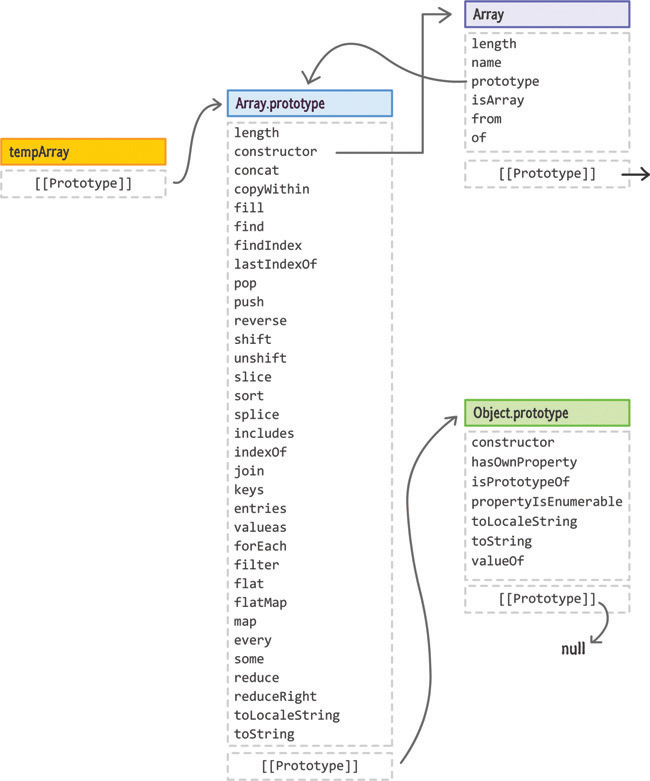 tempArray
[[Prototype]]
Array.prototype
length
constructor
concat
copyWithin
fill
find
findIndex
lastIndexOf
pop
push
reverse
shift
unshift
slice
sort
splice
includes
indexOf
join
keys
entries
valueas
forEach
filter
flat
flatMap
map
every
some
reduce
reduceRight
toLocaleString
toString
[[Prototype]]
Array
length
name
prototype
isArray
from
of
[[Prototype]]
Object.prototype
constructor
hasOwnProperty
isPrototypeOf
propertyIsEnumerable
toLocaleString
toString
valueOf
[[Prototype]]
null